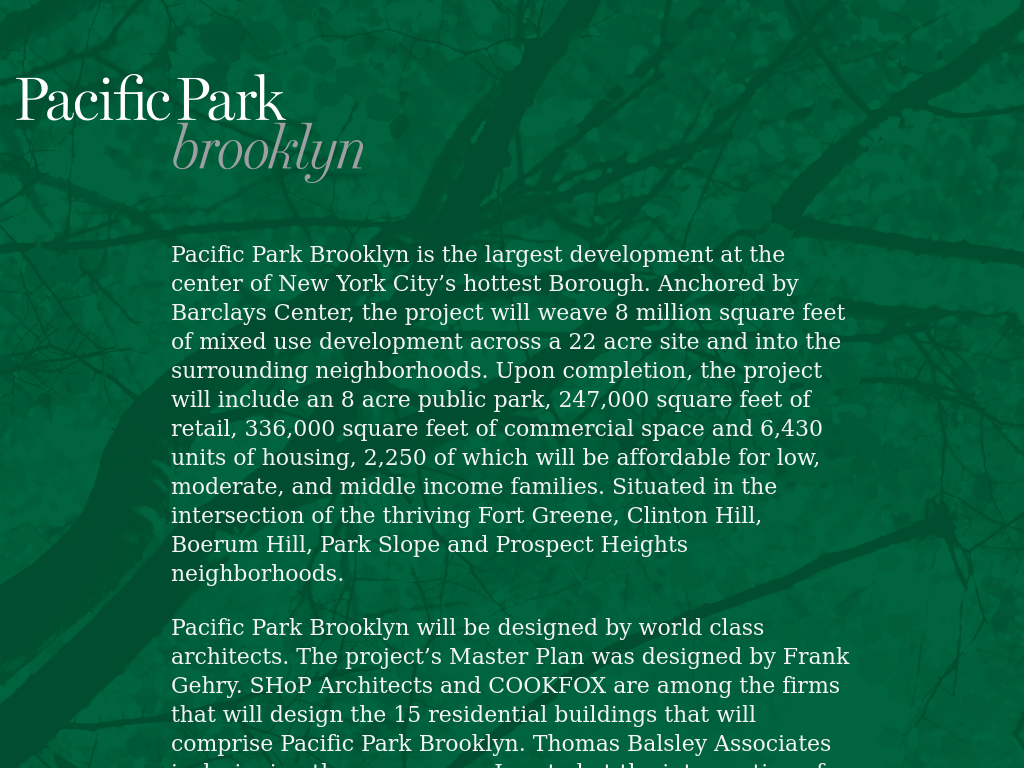 Pacific Park
brooklyn
Pacific Park Brooklyn is the largest development at the
center of New York City’s hottest Borough. Anchored by
Barclays Center, the project will weave 8 million square feet
of mixed use development across a 22 acre site and into the
surrounding neighborhoods. Upon completion, the project
will include an 8 acre public park, 247,000 square feet of
retail, 336,000 square feet of commercial space and 6,430
units of housing, 2,250 of which will be affordable for low,
moderate, and middle income families. Situated in the
intersection of the thriving Fort Greene, Clinton Hill,
Boerum Hill, Park Slope and Prospect Heights
neighborhoods.
Pacific Park Brooklyn will be designed by world class
architects. The project’s Master Plan was designed by Frank
Gehry. SHoP Architects and COOKFOX are among the firms
that will design the 15 residential buildings that will
comprise Pacific Park Brooklyn. Thomas Balsley Associates